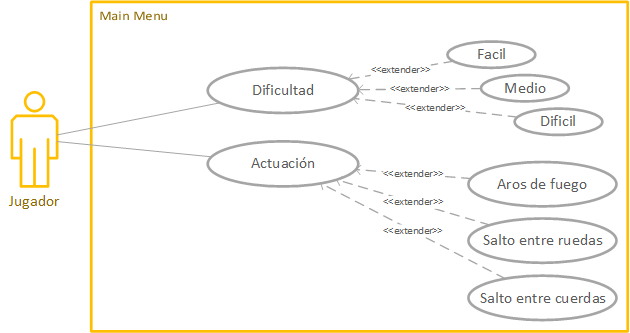 Main Menu
Facil
<<extender>>
Dificultad
<<extender>>
Medio
<<extender>>
Dificil
Jugador
Actuación
<<extender>>
Aros de fuego
<<extender>>
<<extender>>
Salto entre ruedas
Salto entre cuerdas